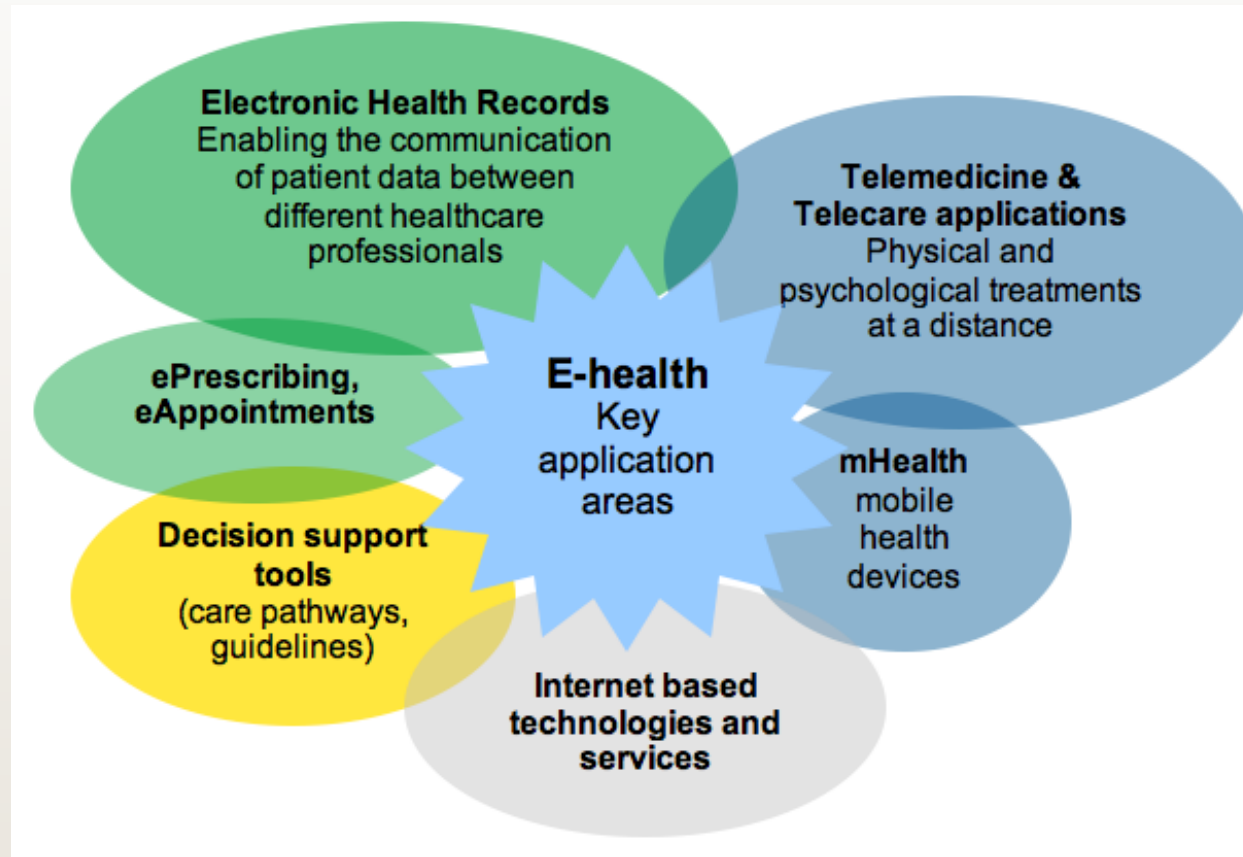 Electronic Health Records
Enabling the communication
of patient data between
different healthcare
professionals
Telemedicine &
Telecare applications
Physical and
psychological treatments
at a distance
ePrescribing,
eAppointments
E-health
Key
application
areas
mHealth
mobile
health
devices
Decision support
tools
(care pathways,
guidelines)
Internet based
technologies and
services